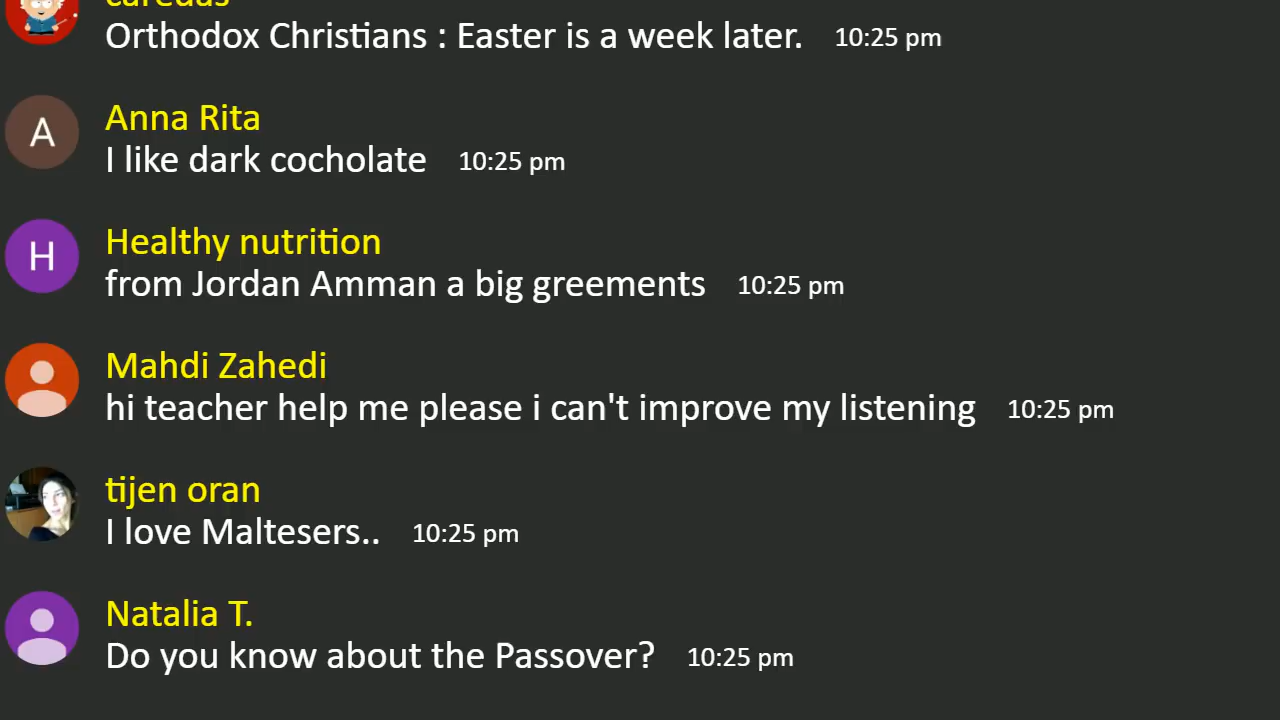 Orthodox Christians : Easter is a week later. 10:25 pm
A
Anna Rita
I like dark cocholate 10:25 pm
H
Healthy nutrition
from Jordan Amman a big greements 10:25 pm
Mahdi Zahedi
hi teacher help me please i can't improve my listening 10:25 pm
tijen oran
I love Maltesers.. 10:25 pm
Natalia T.
Do you know about the Passover? 10:25 pm